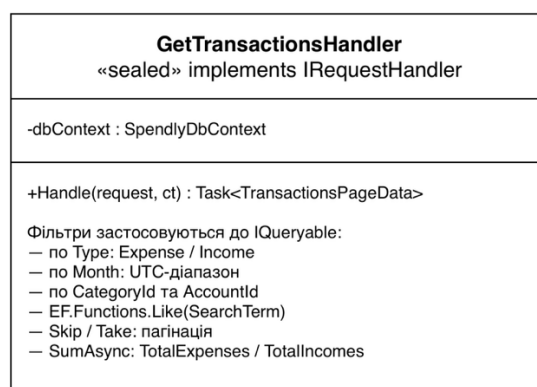 GetTransactionsHandler
«sealed» implements IRequestHandler
-dbContext : SpendlyDbContext
+Handle(request, ct) : Task<TransactionsPageData>
Фільтри застосовуються до IQueryable:
— по Type: Expense / Income
— по Month: UTC-діапазон
— по CategoryId та AccountId
— EF.Functions.Like(SearchTerm)
— Skip / Take: пагінація
— SumAsync: TotalExpenses / TotalIncomes